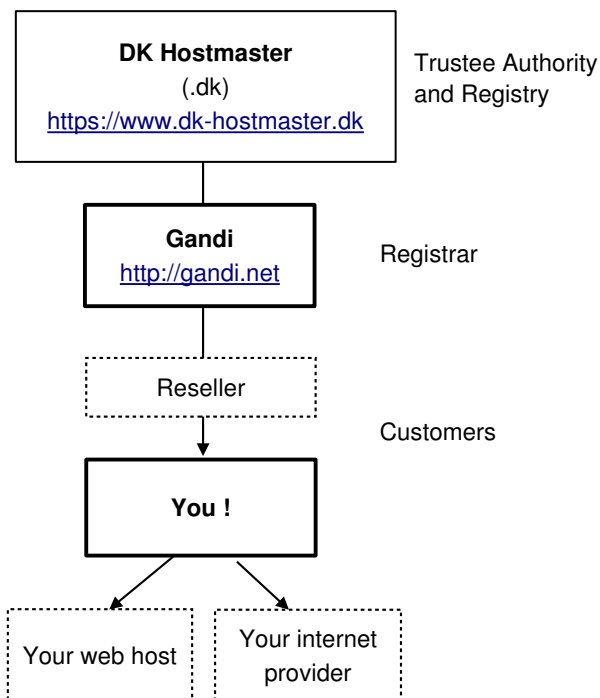 DK Hostmaster
(.dk)
https://www.dk-hostmaster.dk
Trustee Authority
and Registry
Gandi
http://gandi.net
Registrar
Reseller
Customers
You !
Your web host
Your internet
provider